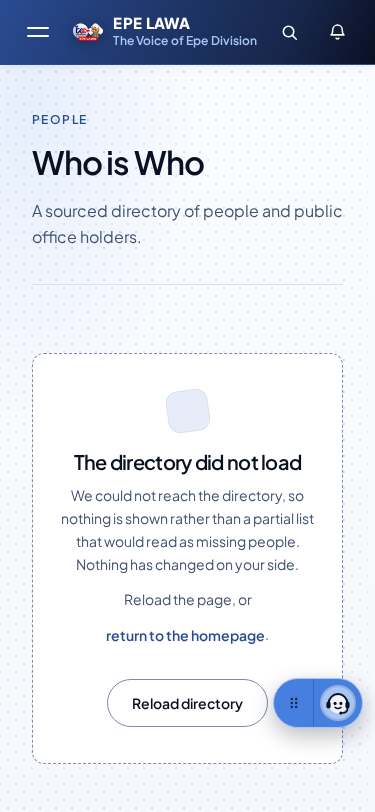 EPE LAWA
The Voice of Epe Division
PEOPLE
Who is Who
A sourced directory of people and public
office holders.
The directory did not load
We could not reach the directory, so
nothing is shown rather than a partial list
that would read as missing people.
Nothing has changed on your side.
Reload the page, or
return to the homepage.
Reload directory